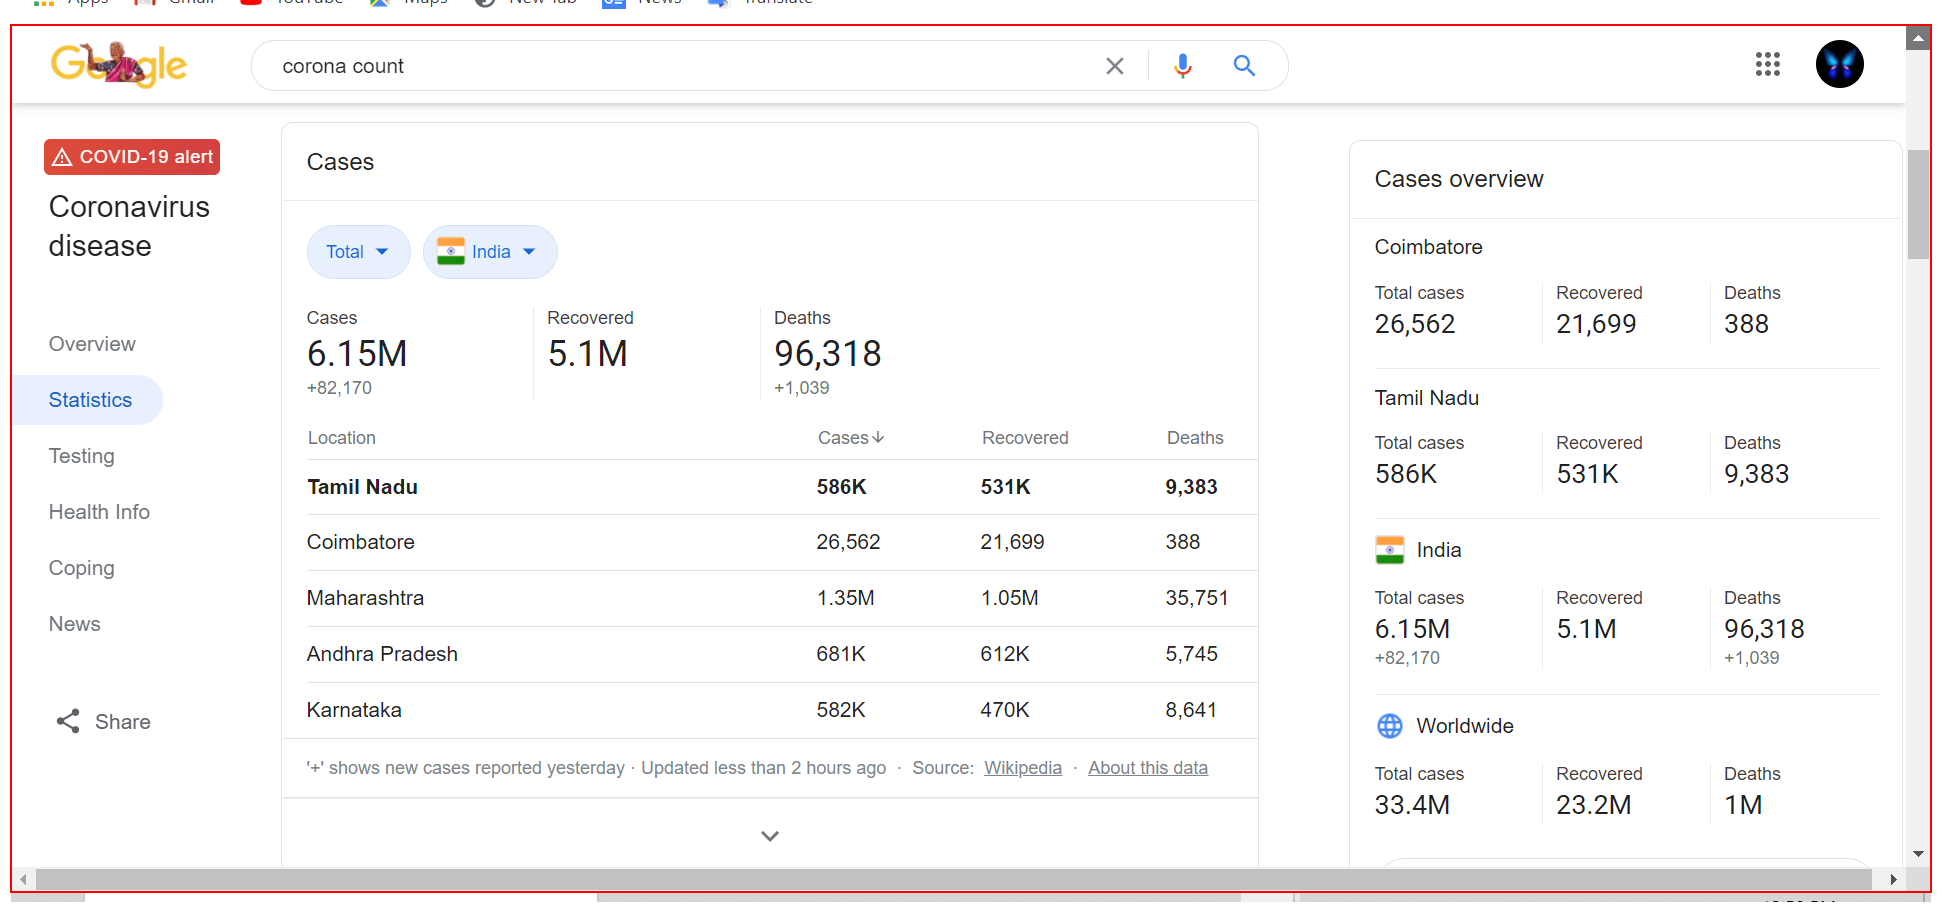 Apps Gmail YouTube Maps New Tab News Translate
Google
corona count
COVID-19 alert
Coronavirus
disease
Overview
Statistics
Testing
Health Info
Coping
News
Share
Cases
Total India
Cases Recovered Deaths
6.15M 5.1M 96,318
+82,170 +1,039
Location Cases Recovered Deaths
Tamil Nadu 586K 531K 9,383
Coimbatore 26,562 21,699 388
Maharashtra 1.35M 1.05M 35,751
Andhra Pradesh 681K 612K 5,745
Karnataka 582K 470K 8,641
'+' shows new cases reported yesterday · Updated less than 2 hours ago · Source: Wikipedia · About this data
Cases overview
Coimbatore
Total cases Recovered Deaths
26,562 21,699 388
Tamil Nadu
Total cases Recovered Deaths
586K 531K 9,383
India
Total cases Recovered Deaths
6.15M 5.1M 96,318
+82,170 +1,039
Worldwide
Total cases Recovered Deaths
33.4M 23.2M 1M